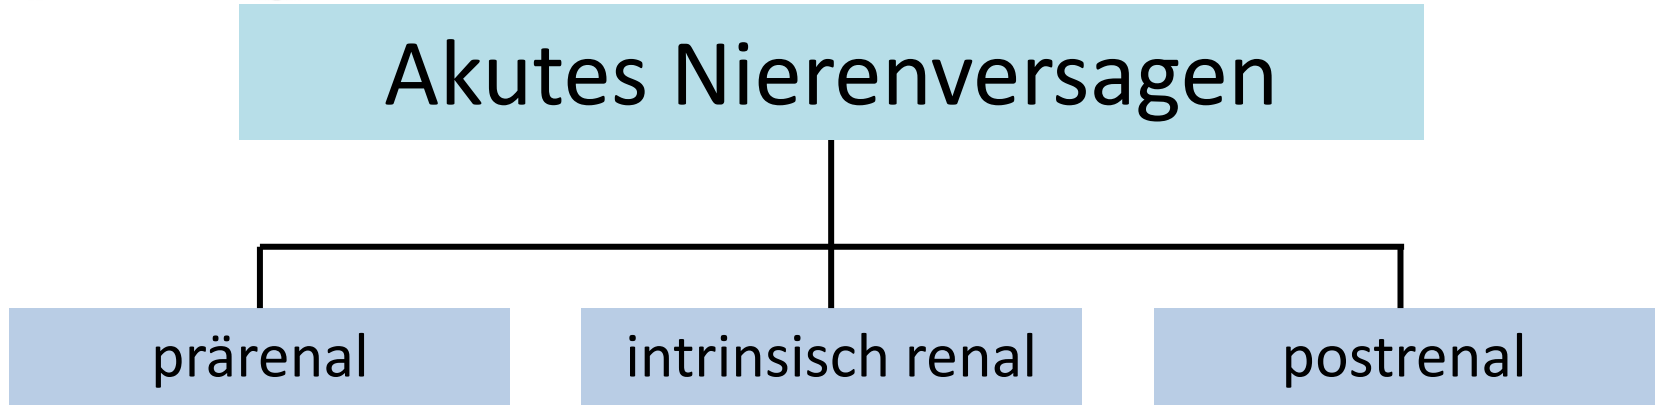 Akutes Nierenversagen
prärenal
intrinsisch renal
postrenal